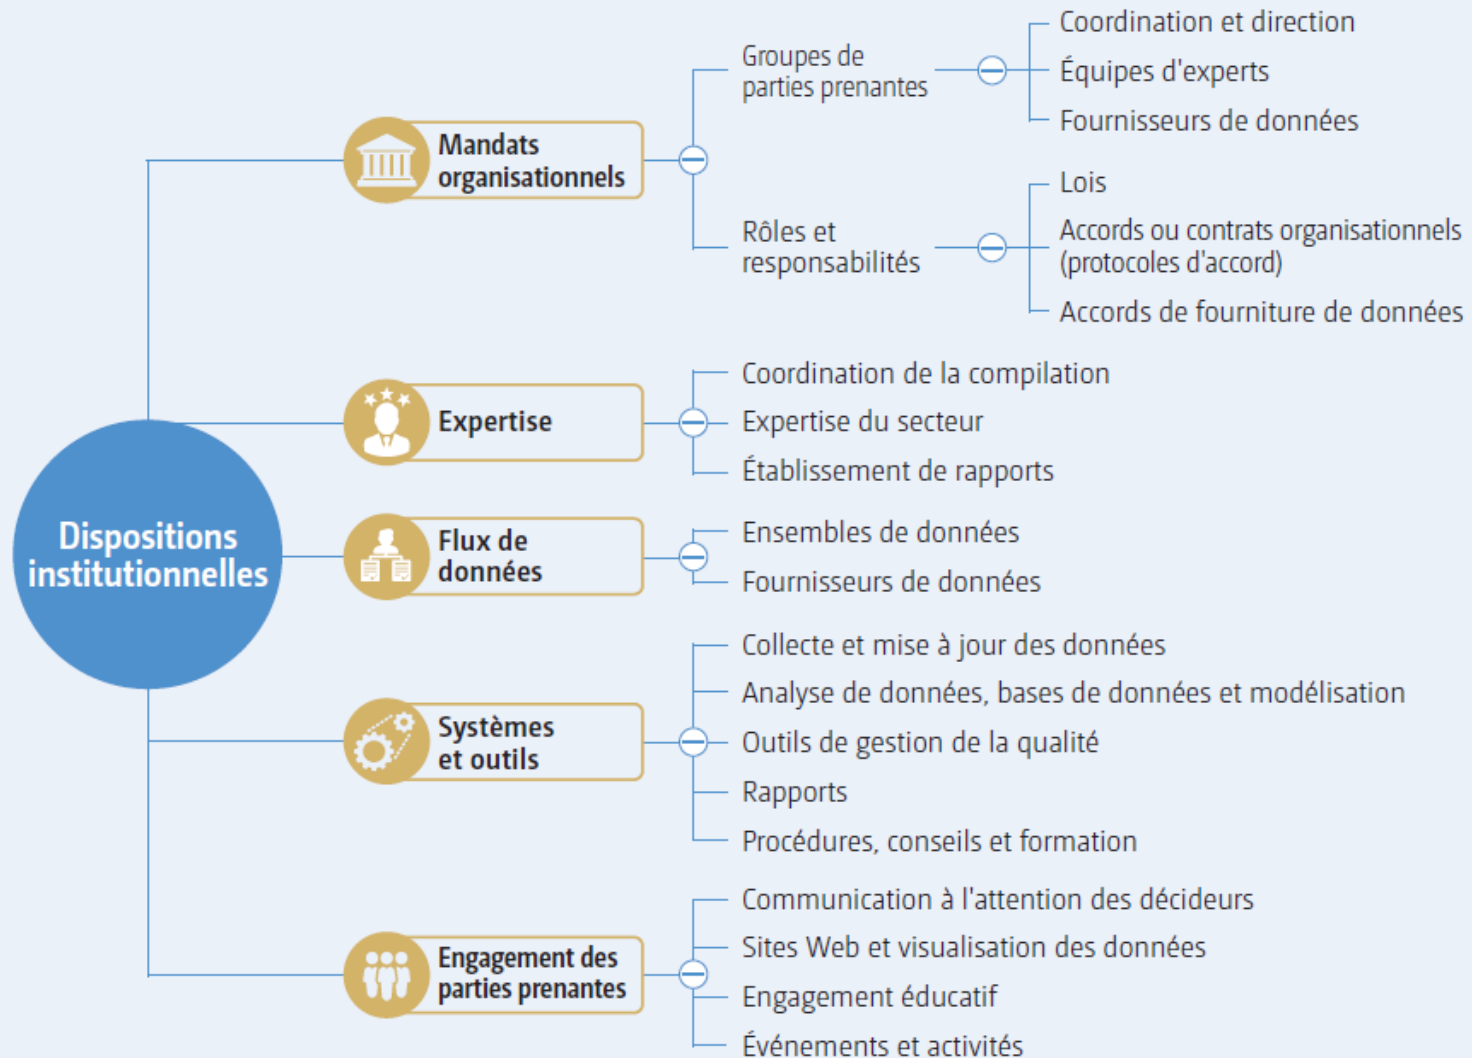 Dispositions
institutionnelles
Mandats
organisationnels
Groupes de
parties prenantes
Coordination et direction
Équipes d'experts
Fournisseurs de données
Rôles et
responsabilités
Lois
Accords ou contrats organisationnels
(protocoles d'accord)
Accords de fourniture de données
Expertise
Coordination de la compilation
Expertise du secteur
Établissement de rapports
Flux de
données
Ensembles de données
Fournisseurs de données
Systèmes
et outils
Collecte et mise à jour des données
Analyse de données, bases de données et modélisation
Outils de gestion de la qualité
Rapports
Procédures, conseils et formation
Engagement des
parties prenantes
Communication à l'attention des décideurs
Sites Web et visualisation des données
Engagement éducatif
Événements et activités